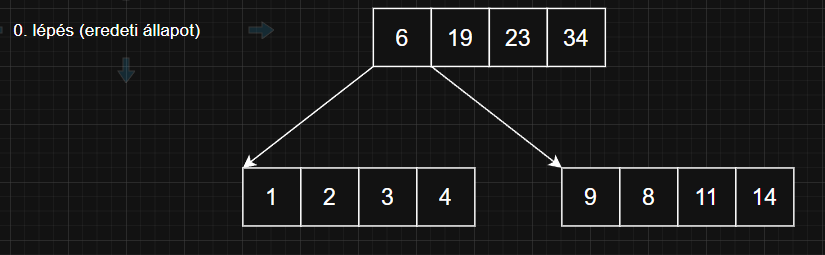 0. lépés (eredeti állapot)
6 19 23 34
1 2 3 4
9 8 11 14